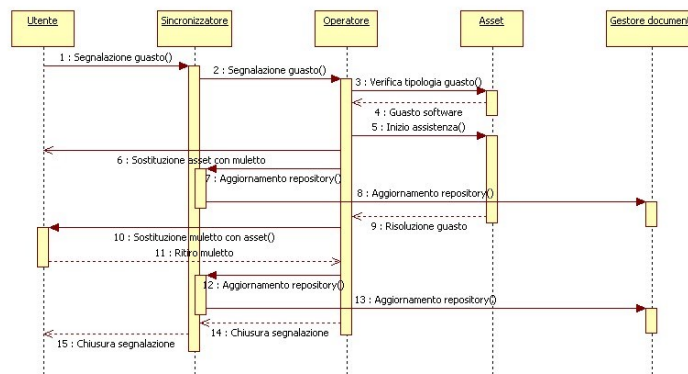 Utente
Sincronizzatore
Operatore
Asset
Gestore document
1 : Segnalazione guasto()
2 : Segnalazione guasto()
3 : Verifica tipologia guasto()
4 : Guasto software
5 : Inizio assistenza()
6 : Sostituzione asset con muletto
7 : Aggiornamento repository()
8 : Aggiornamento repository()
9 : Risoluzione guasto
10 : Sostituzione muletto con asset()
11 : Ritiro muletto
12 : Aggiornamento repository()
13 : Aggiornamento repository()
14 : Chiusura segnalazione
15 : Chiusura segnalazione